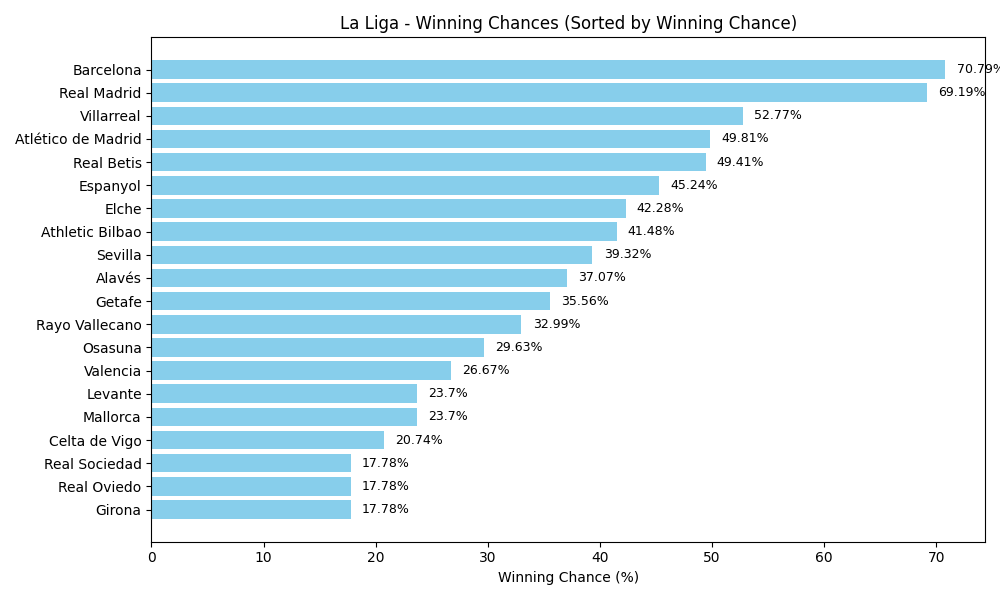 La Liga - Winning Chances (Sorted by Winning Chance)
Barcelona 70.79%
Real Madrid 69.19%
Villarreal 52.77%
Atlético de Madrid 49.81%
Real Betis 49.41%
Espanyol 45.24%
Elche 42.28%
Athletic Bilbao 41.48%
Sevilla 39.32%
Alavés 37.07%
Getafe 35.56%
Rayo Vallecano 32.99%
Osasuna 29.63%
Valencia 26.67%
Levante 23.7%
Mallorca 23.7%
Celta de Vigo 20.74%
Real Sociedad 17.78%
Real Oviedo 17.78%
Girona 17.78%
0 10 20 30 40 50 60 70
Winning Chance (%)